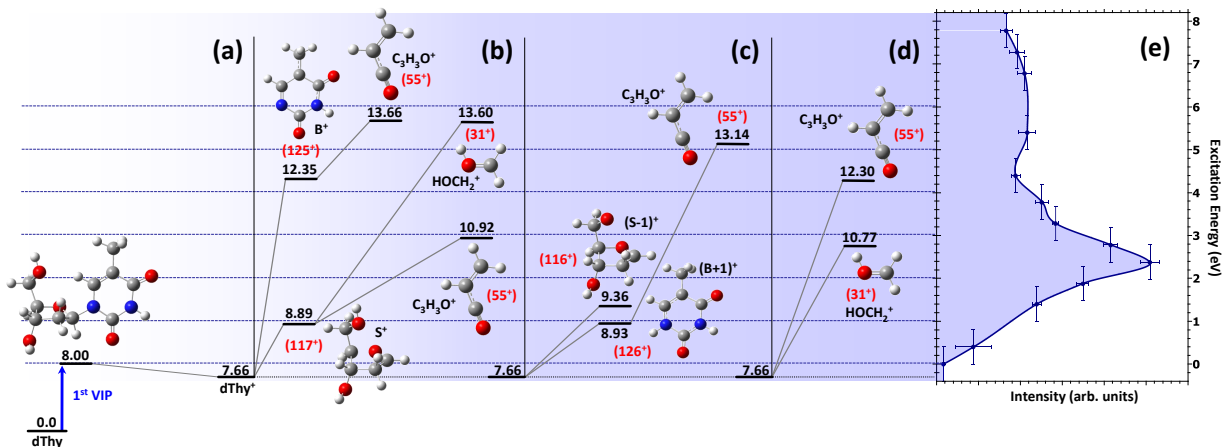 (a)
(b)
(c)
(d)
(e)
B⁺
(125⁺)
12.35
C₃H₃O⁺
(55⁺)
13.66
13.60
(31⁺)
HOCH₂⁺
10.92
C₃H₃O⁺
(55⁺)
8.89
(117⁺)
S⁺
8.00
1ˢᵗ VIP
0.0
dThy
7.66
dThy⁺
C₃H₃O⁺
(55⁺)
13.14
(S-1)⁺
(116⁺)
9.36
(B+1)⁺
8.93
(126⁺)
7.66
C₃H₃O⁺
(55⁺)
12.30
10.77
(31⁺)
HOCH₂⁺
7.66
8
7
6
5
4
3
2
1
0
Excitation Energy (eV)
Intensity (arb. units)